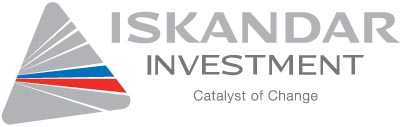 ISKANDAR
INVESTMENT
Catalyst of Change